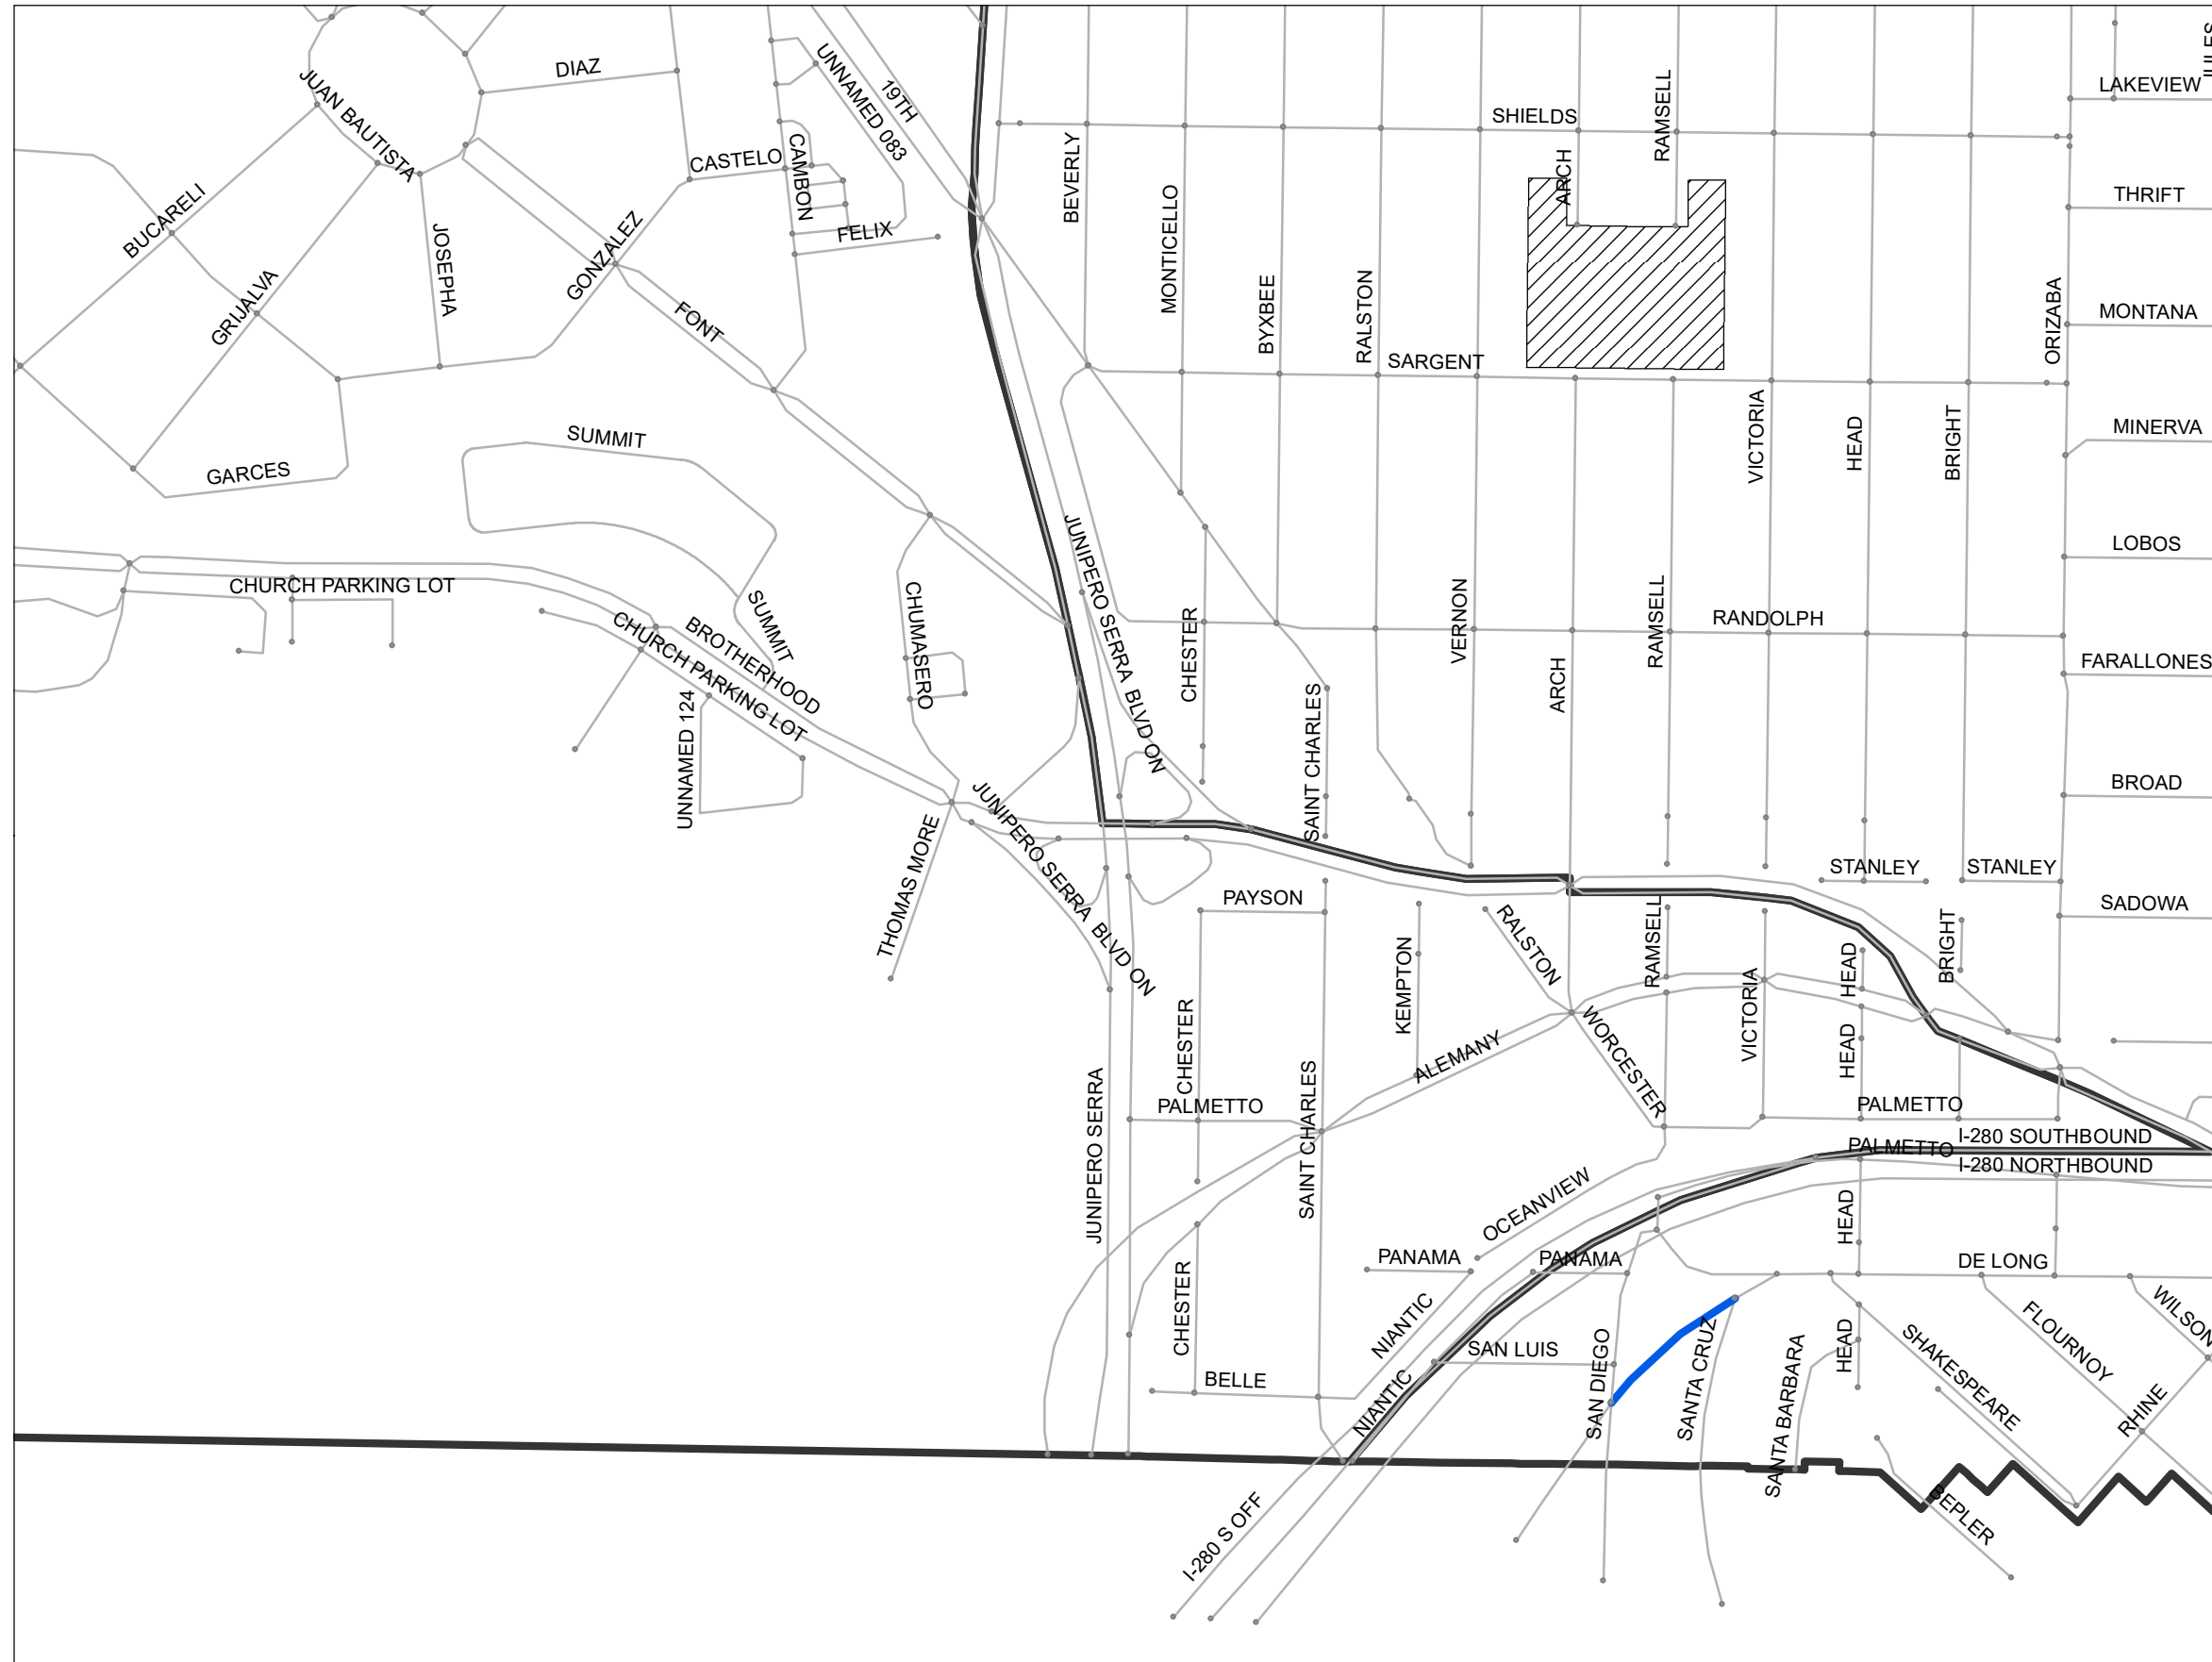 JULES
LAKEVIEW
DIAZ
UNNAMED 083
19TH
JUAN BAUTISTA
SHIELDS
RAMSELL
ARCH
CASTELO
CAMBON
BEVERLY
MONTICELLO
THRIFT
BUCARELI
JOSEPHA
GONZALEZ
FELIX
GRIJALVA
FONT
BYXBEE
RALSTON
ORIZABA
MONTANA
SARGENT
SUMMIT
GARCES
VICTORIA
HEAD
BRIGHT
MINERVA
LOBOS
CHURCH PARKING LOT
JUNIPERO SERRA BLVD ON
SUMMIT
BROTHERHOOD
CHURCH PARKING LOT
CHUMASERO
CHESTER
VERNON
RAMSELL
RANDOLPH
ARCH
FARALLONES
UNNAMED 124
SAINT CHARLES
BROAD
THOMAS MORE
JUNIPERO SERRA BLVD ON
STANLEY
STANLEY
PAYSON
SADOWA
KEMPTON
RALSTON
RAMSELL
VICTORIA
HEAD
BRIGHT
CHESTER
ALEMANY
WORCESTER
HEAD
JUNIPERO SERRA
PALMETTO
SAINT CHARLES
PALMETTO
I-280 SOUTHBOUND
PALMETTO
I-280 NORTHBOUND
OCEANVIEW
HEAD
PANAMA
PANAMA
DE LONG
CHESTER
NIANTIC
SAN LUIS
SAN DIEGO
SANTA CRUZ
SANTA BARBARA
HEAD
SHAKESPEARE
FLOURNOY
WILSON
BELLE
NIANTIC
RHINE
I-280 S OFF
BEPLER